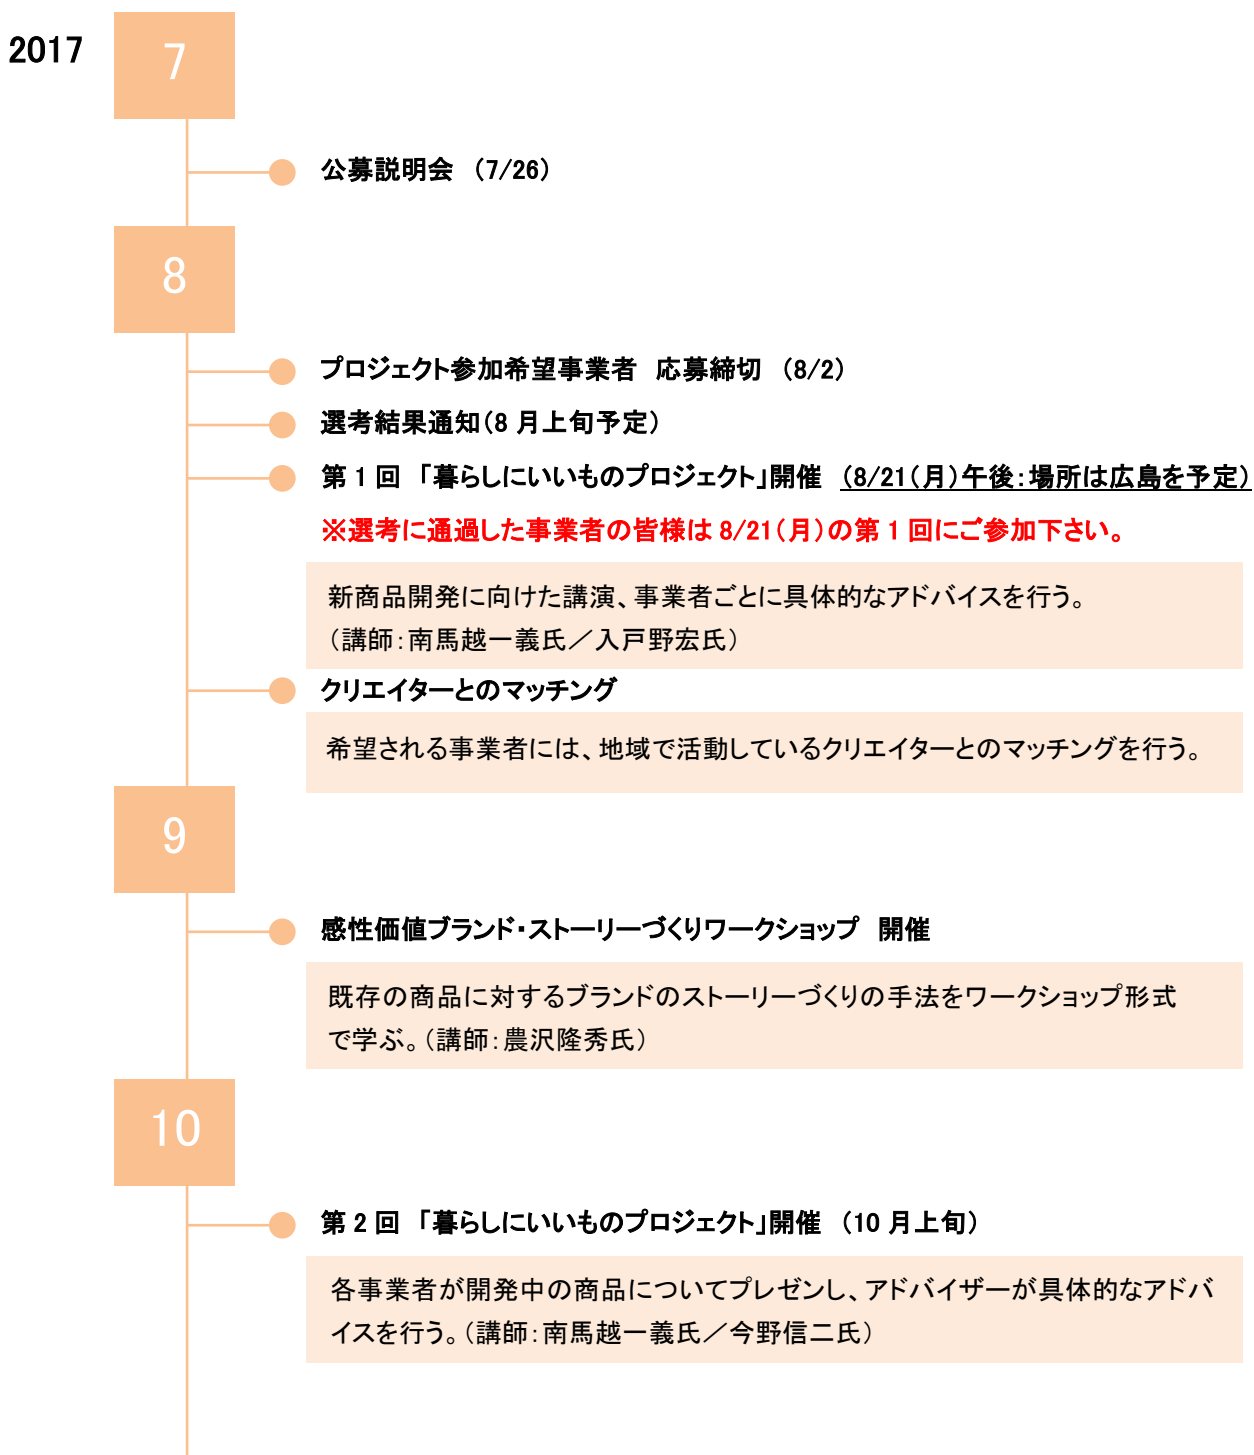 2017
7
公募説明会　（7/26）
8
プロジェクト参加希望事業者　応募締切　（8/2）
選考結果通知（8 月上旬予定）
第 1 回　「暮らしにいいものプロジェクト」開催　（8/21（月）午後：場所は広島を予定）
※選考に通過した事業者の皆様は 8/21（月）の第 1 回にご参加下さい。
新商品開発に向けた講演、事業者ごとに具体的なアドバイスを行う。
（講師：南馬越一義氏／入戸野宏氏）
クリエイターとのマッチング
希望される事業者には、地域で活動しているクリエイターとのマッチングを行う。
9
感性価値ブランド・ストーリーづくりワークショップ　開催
既存の商品に対するブランドのストーリーづくりの手法をワークショップ形式
で学ぶ。（講師：農沢隆秀氏）
10
第 2 回　「暮らしにいいものプロジェクト」開催　（10 月上旬）
各事業者が開発中の商品についてプレゼンし、アドバイザーが具体的なアドバ
イスを行う。（講師：南馬越一義氏／今野信二氏）